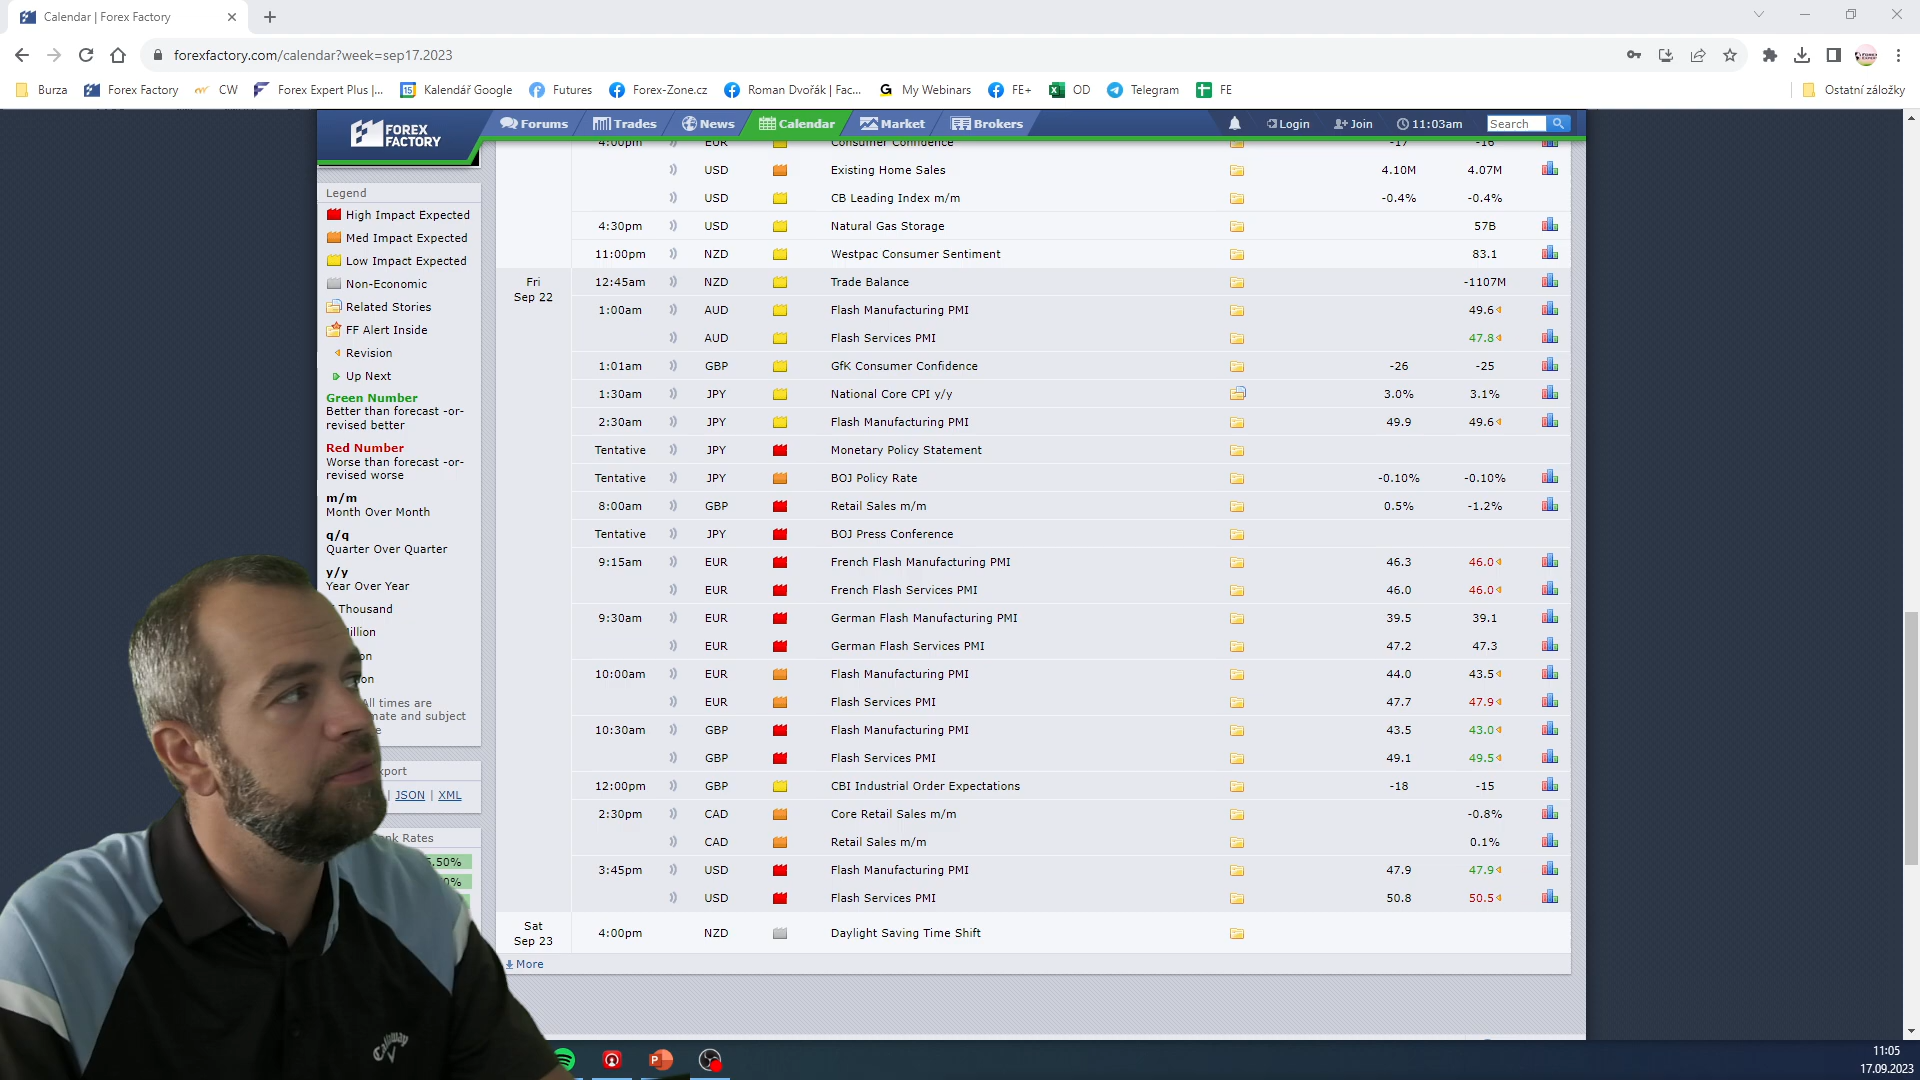 Calendar | Forex Factory
forexfactory.com/calendar?week=sep17.2023
Burza Forex Factory CW Forex Expert Plus |... Kalendář Google Futures Forex-Zone.cz Roman Dvořák | Fac... My Webinars FE+ OD Telegram FE Ostatní záložky
FOREX FACTORY Forums Trades News Calendar Market Brokers Login Join 11:03am Search
4:00pm EUR Consumer Confidence -17 -16
USD Existing Home Sales 4.10M 4.07M
USD CB Leading Index m/m -0.4% -0.4%
4:30pm USD Natural Gas Storage 57B
11:00pm NZD Westpac Consumer Sentiment 83.1
Fri Sep 22 12:45am NZD Trade Balance -1107M
1:00am AUD Flash Manufacturing PMI 49.6
AUD Flash Services PMI 47.8
1:01am GBP GfK Consumer Confidence -26 -25
1:30am JPY National Core CPI y/y 3.0% 3.1%
2:30am JPY Flash Manufacturing PMI 49.9 49.6
Tentative JPY Monetary Policy Statement
Tentative JPY BOJ Policy Rate -0.10% -0.10%
8:00am GBP Retail Sales m/m 0.5% -1.2%
Tentative JPY BOJ Press Conference
9:15am EUR French Flash Manufacturing PMI 46.3 46.0
EUR French Flash Services PMI 46.0 46.0
9:30am EUR German Flash Manufacturing PMI 39.5 39.1
EUR German Flash Services PMI 47.2 47.3
10:00am EUR Flash Manufacturing PMI 44.0 43.5
EUR Flash Services PMI 47.7 47.9
10:30am GBP Flash Manufacturing PMI 43.5 43.0
GBP Flash Services PMI 49.1 49.5
12:00pm GBP CBI Industrial Order Expectations -18 -15
2:30pm CAD Core Retail Sales m/m -0.8%
CAD Retail Sales m/m 0.1%
3:45pm USD Flash Manufacturing PMI 47.9 47.9
USD Flash Services PMI 50.8 50.5
Sat Sep 23 4:00pm NZD Daylight Saving Time Shift
More
Legend
High Impact Expected
Med Impact Expected
Low Impact Expected
Non-Economic
Related Stories
FF Alert Inside
Revision
Up Next
Green Number
Better than forecast -or-
revised better
Red Number
Worse than forecast -or-
revised worse
m/m
Month Over Month
q/q
Quarter Over Quarter
y/y
Year Over Year
Thousand
All times are
and subject
| JSON | XML
Rates
Callaway
11:05
17.09.2023